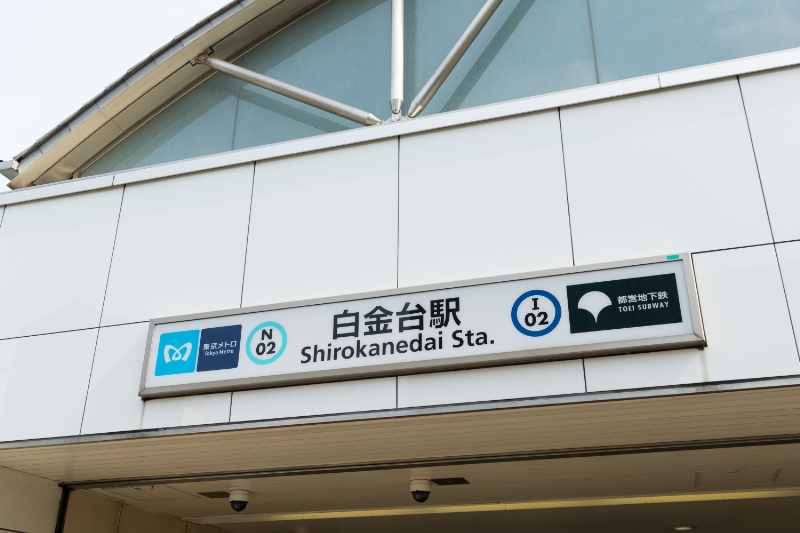 東京メトロ
Tokyo Metro
N
02
白金台駅
Shirokanedai Sta.
I
02
都営地下鉄
TOEI SUBWAY